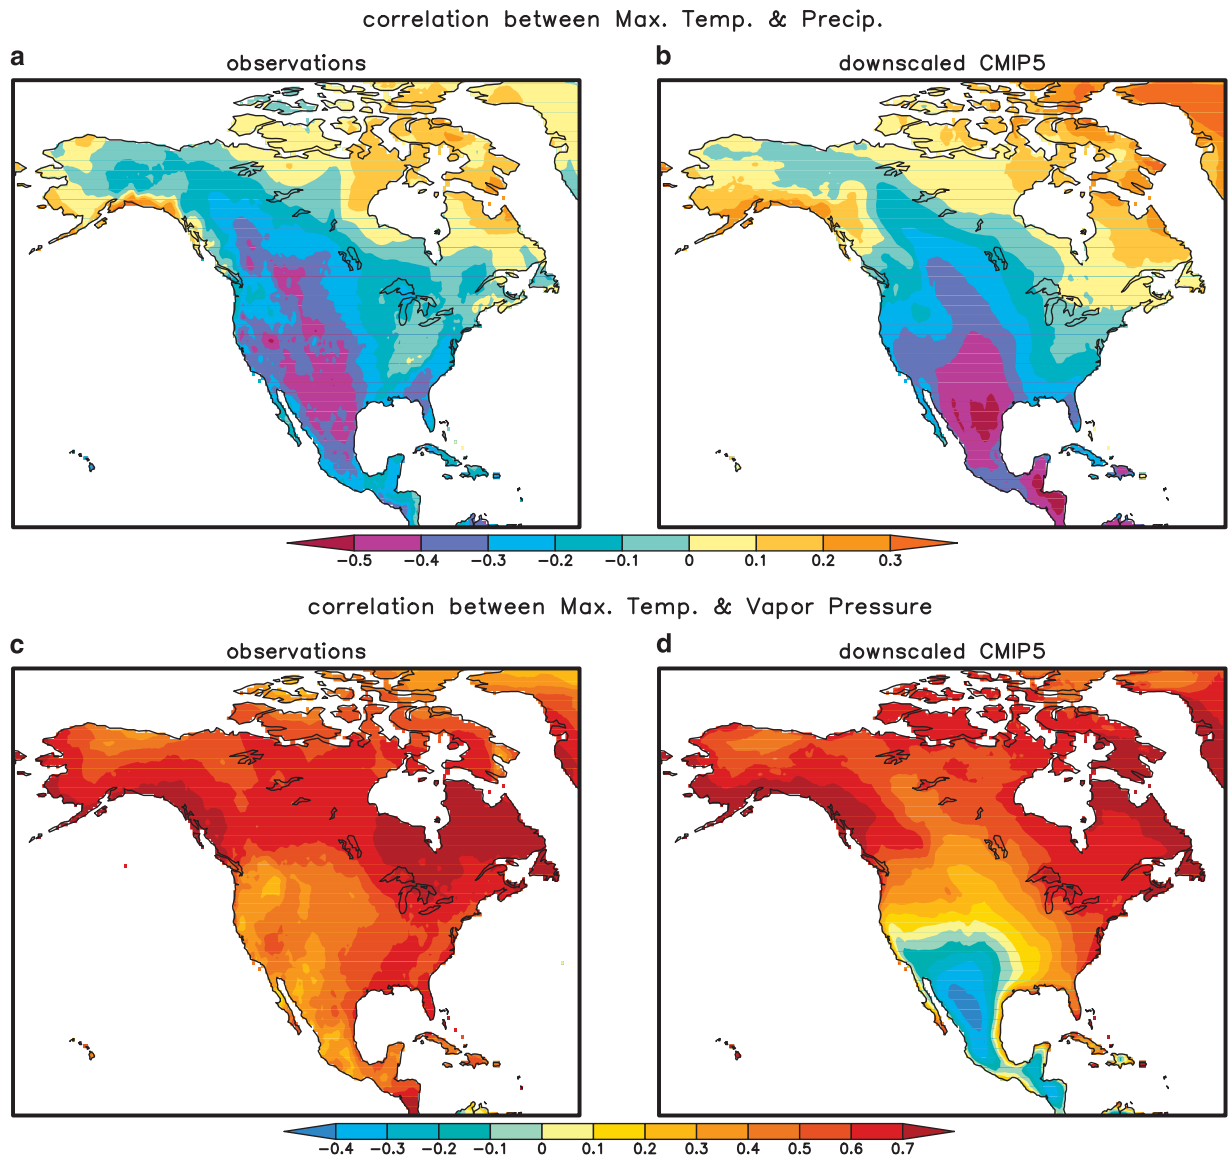 correlation between Max. Temp. & Precip.
a
observations
b
downscaled CMIP5
-0.5 -0.4 -0.3 -0.2 -0.1 0 0.1 0.2 0.3
correlation between Max. Temp. & Vapor Pressure
c
observations
d
downscaled CMIP5
-0.4 -0.3 -0.2 -0.1 0 0.1 0.2 0.3 0.4 0.5 0.6 0.7